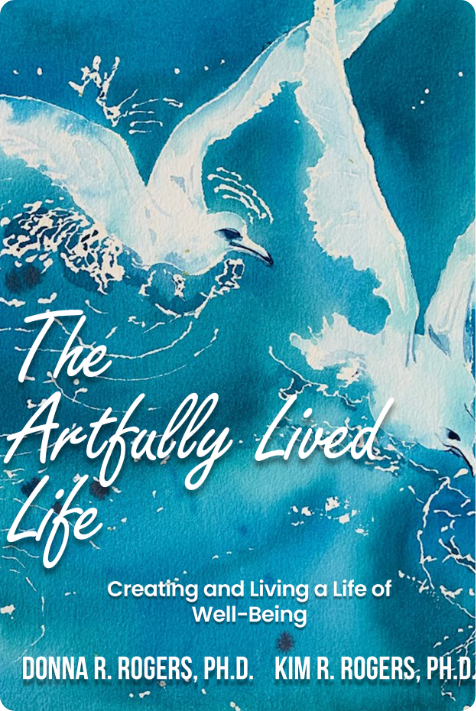 The
Artfully Lived
Life
Creating and Living a Life of
Well-Being
DONNA R. ROGERS, PH.D. KIM R. ROGERS, PH.D.